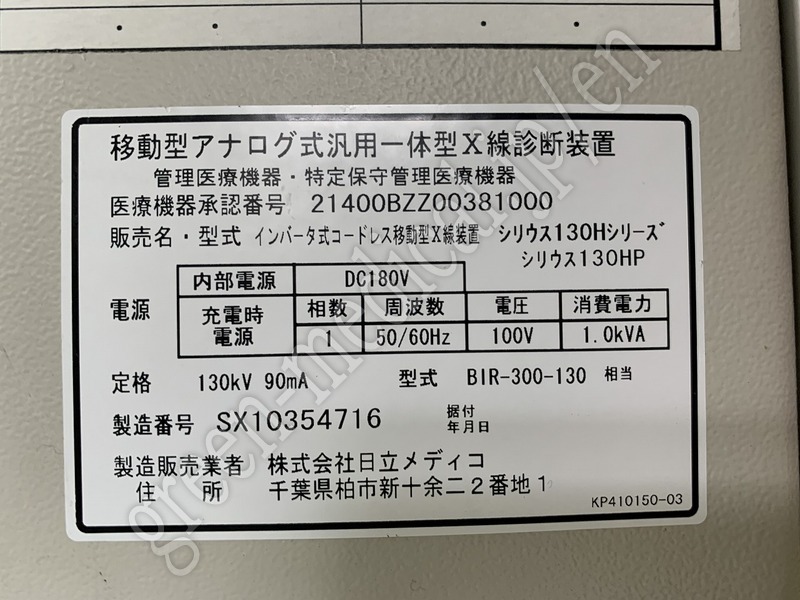 移動型アナログ式汎用一体型X線診断装置
管理医療機器・特定保守管理医療機器
医療機器承認番号 21400BZZ00381000
販売名・型式 インバータ式コードレス移動型X線装置 シリウス130Hシリーズ
シリウス130HP
電源
内部電源 DC180V
充電時電源 相数 周波数 電圧 消費電力
1 50/60Hz 100V 1.0kVA
定格 130kV 90mA 型式 BIR-300-130 相当
製造番号 SX10354716 据付年月日
製造販売業者 株式会社日立メディコ
住所 千葉県柏市新十余二2番地1
KP410150-03
green-medical.jp/en